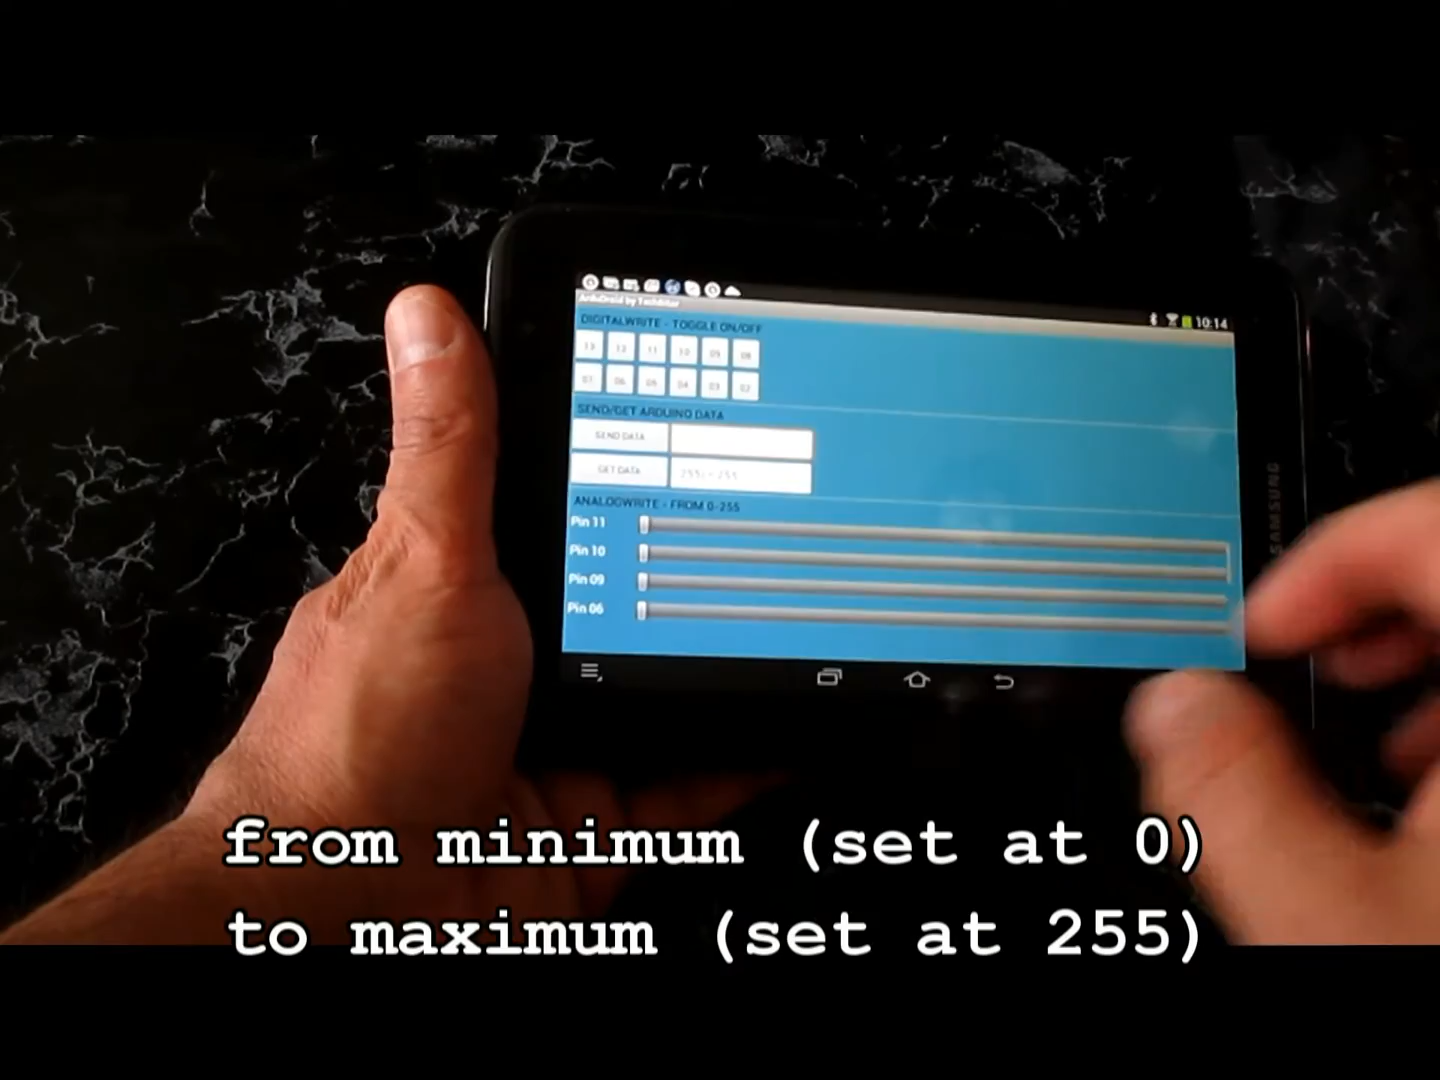 ArduDroid by TechBitar
10:14
DIGITALWRITE - TOGGLE ON/OFF
13 12 11 10 09 08
07 06 05 04 03 02
SEND/GET ARDUINO DATA
SEND DATA
GET DATA
ANALOGWRITE - FROM 0-255
Pin 11
Pin 10
Pin 09
Pin 06
SAMSUNG
from minimum (set at 0)
to maximum (set at 255)